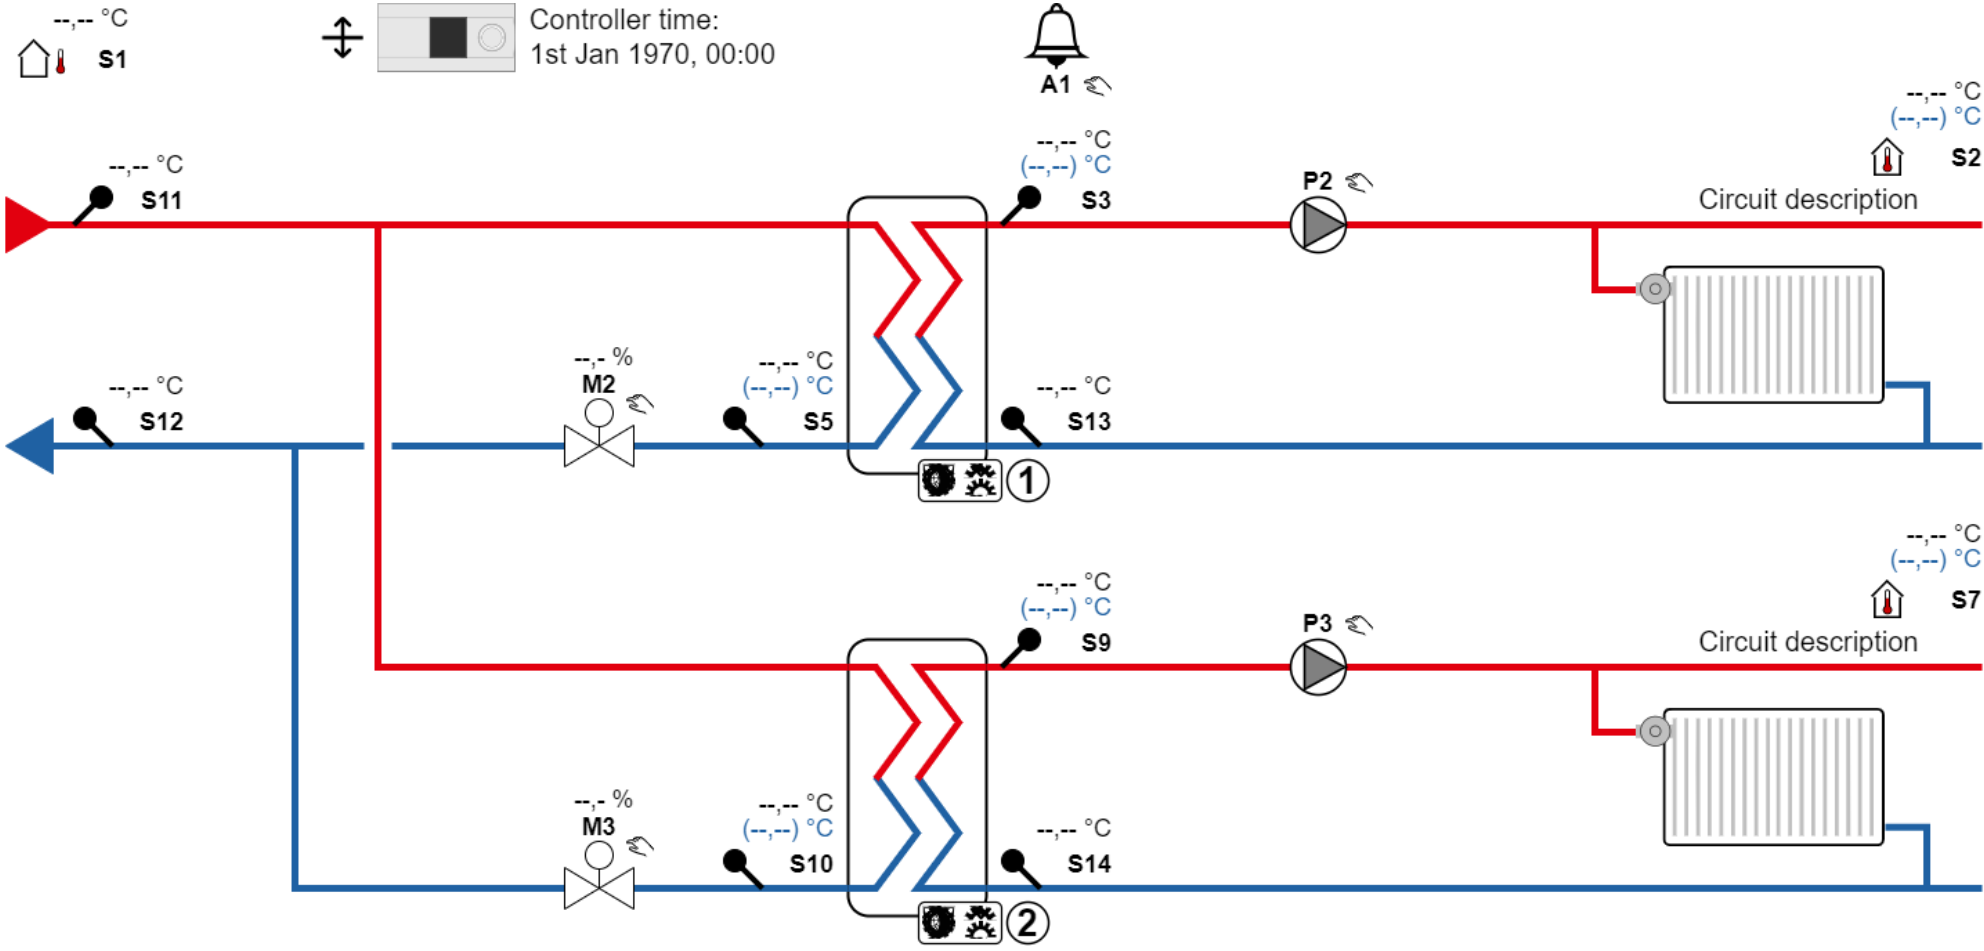 --,-- °C
S1
Controller time:
1st Jan 1970, 00:00
A1
--,-- °C
(--,--) °C
S2
Circuit description
--,-- °C
S11
--,-- °C
(--,--) °C
S3
P2
--,-- °C
S12
--,- %
M2
--,-- °C
(--,--) °C
S5
--,-- °C
S13
1
--,-- °C
(--,--) °C
S7
Circuit description
--,-- °C
(--,--) °C
S9
P3
--,- %
M3
--,-- °C
(--,--) °C
S10
--,-- °C
S14
2